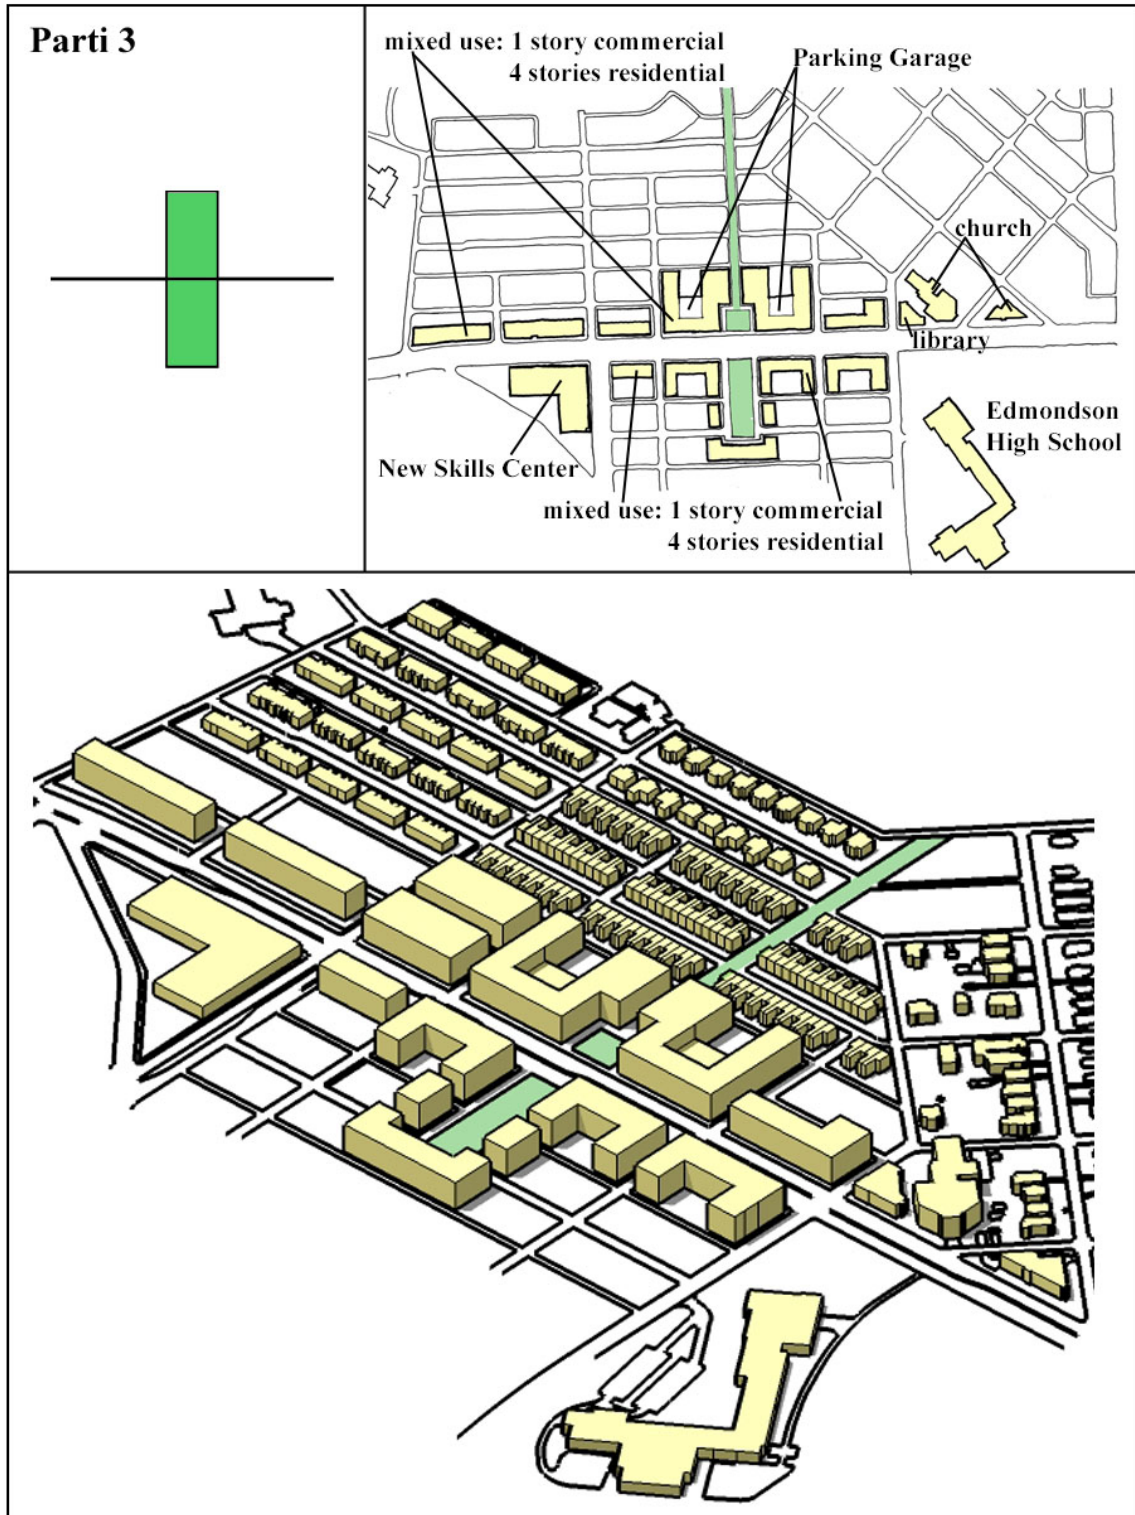 Parti 3
mixed use: 1 story commercial
4 stories residential
Parking Garage
church
library
Edmondson
High School
New Skills Center
mixed use: 1 story commercial
4 stories residential